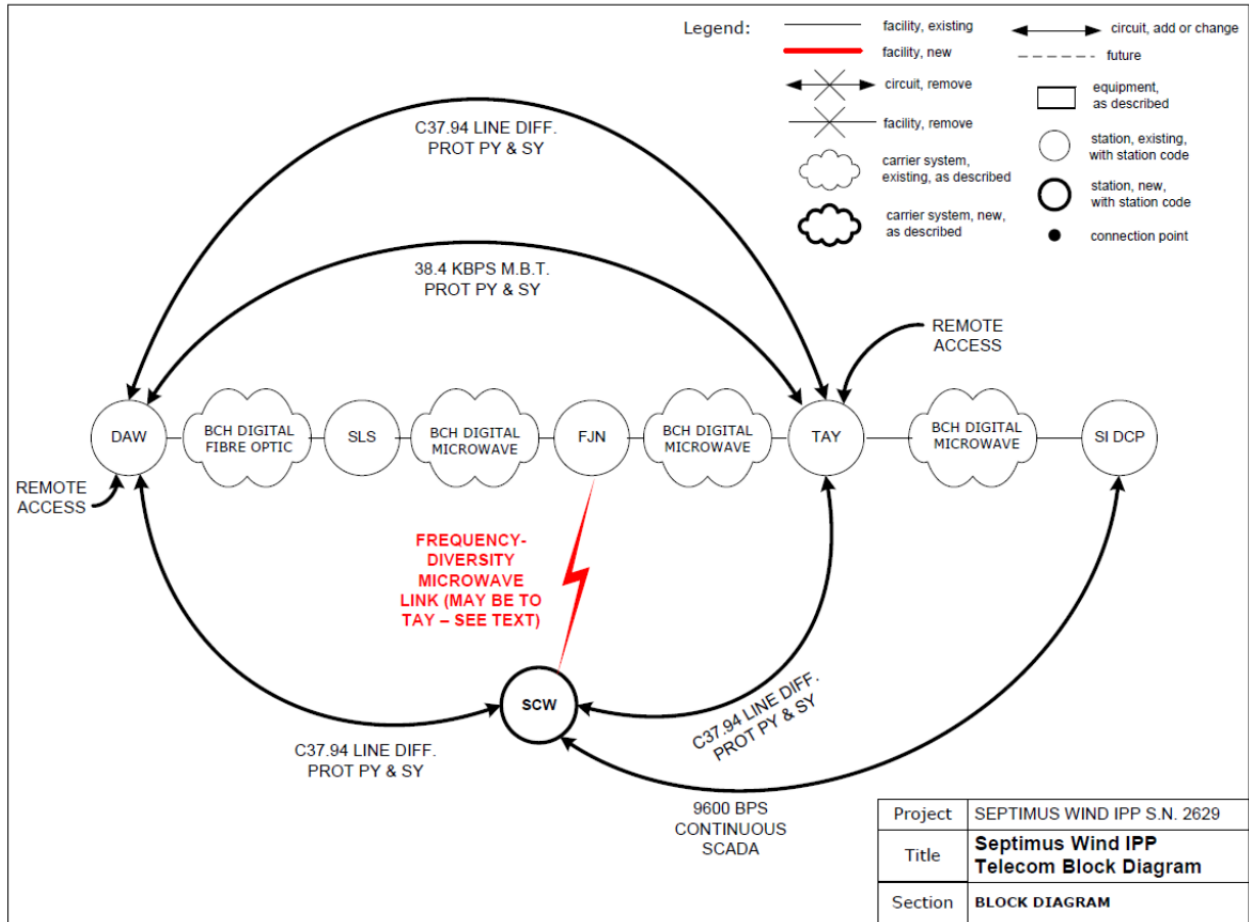 Legend:
facility, existing
facility, new
circuit, remove
facility, remove
carrier system,
existing, as described
carrier system, new,
as described
circuit, add or change
future
equipment,
as described
station, existing,
with station code
station, new,
with station code
connection point
C37.94 LINE DIFF.
PROT PY & SY
38.4 KBPS M.B.T.
PROT PY & SY
REMOTE
ACCESS
DAW
BCH DIGITAL
FIBRE OPTIC
SLS
BCH DIGITAL
MICROWAVE
FJN
BCH DIGITAL
MICROWAVE
TAY
BCH DIGITAL
MICROWAVE
SI DCP
REMOTE
ACCESS
FREQUENCY-
DIVERSITY
MICROWAVE
LINK (MAY BE TO
TAY – SEE TEXT)
SCW
C37.94 LINE DIFF.
PROT PY & SY
C37.94 LINE DIFF.
PROT PY & SY
9600 BPS
CONTINUOUS
SCADA
Project SEPTIMUS WIND IPP S.N. 2629
Title Septimus Wind IPP
Telecom Block Diagram
Section BLOCK DIAGRAM